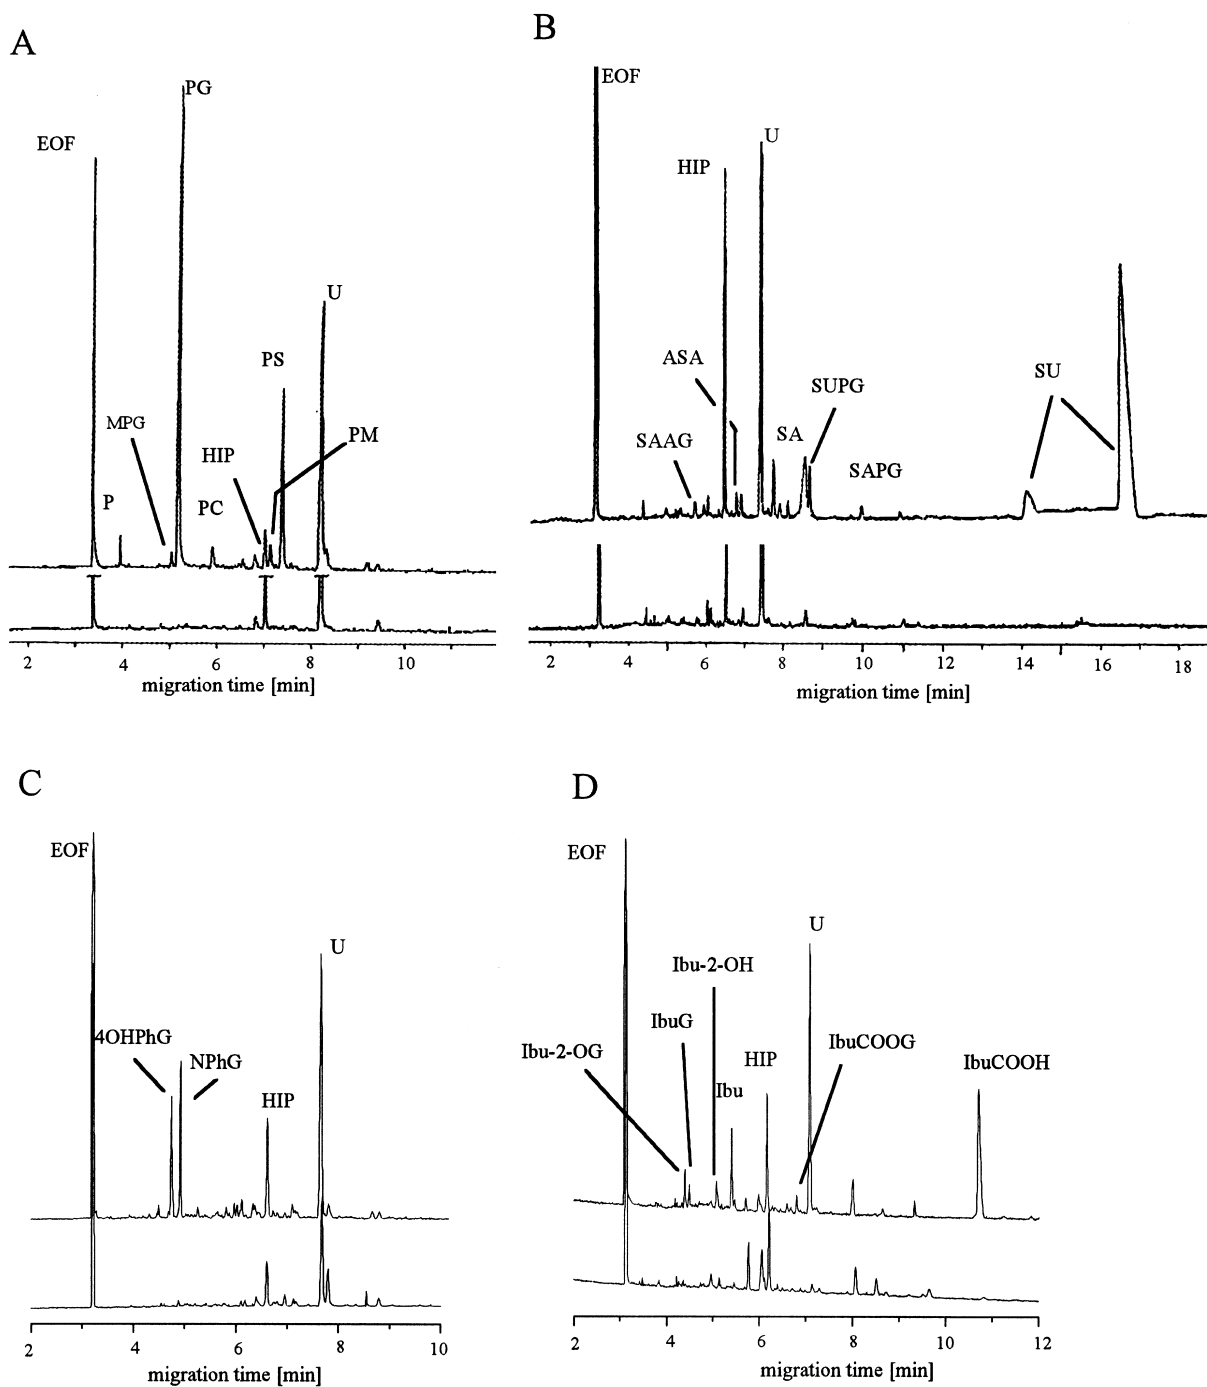 A
EOF
PG
MPG
P
HIP
PC
PS
U
PM
2 4 6 8 10
migration time [min]
B
EOF
U
HIP
ASA
SAAG
SA
SUPG
SAPG
SU
2 4 6 8 10 12 14 16 18
migration time [min]
C
EOF
U
4OHPhG
NPhG
HIP
2 4 6 8 10
migration time [min]
D
EOF
U
Ibu-2-OH
IbuG
Ibu-2-OG
HIP
Ibu
IbuCOOG
IbuCOOH
2 4 6 8 10 12
migration time [min]